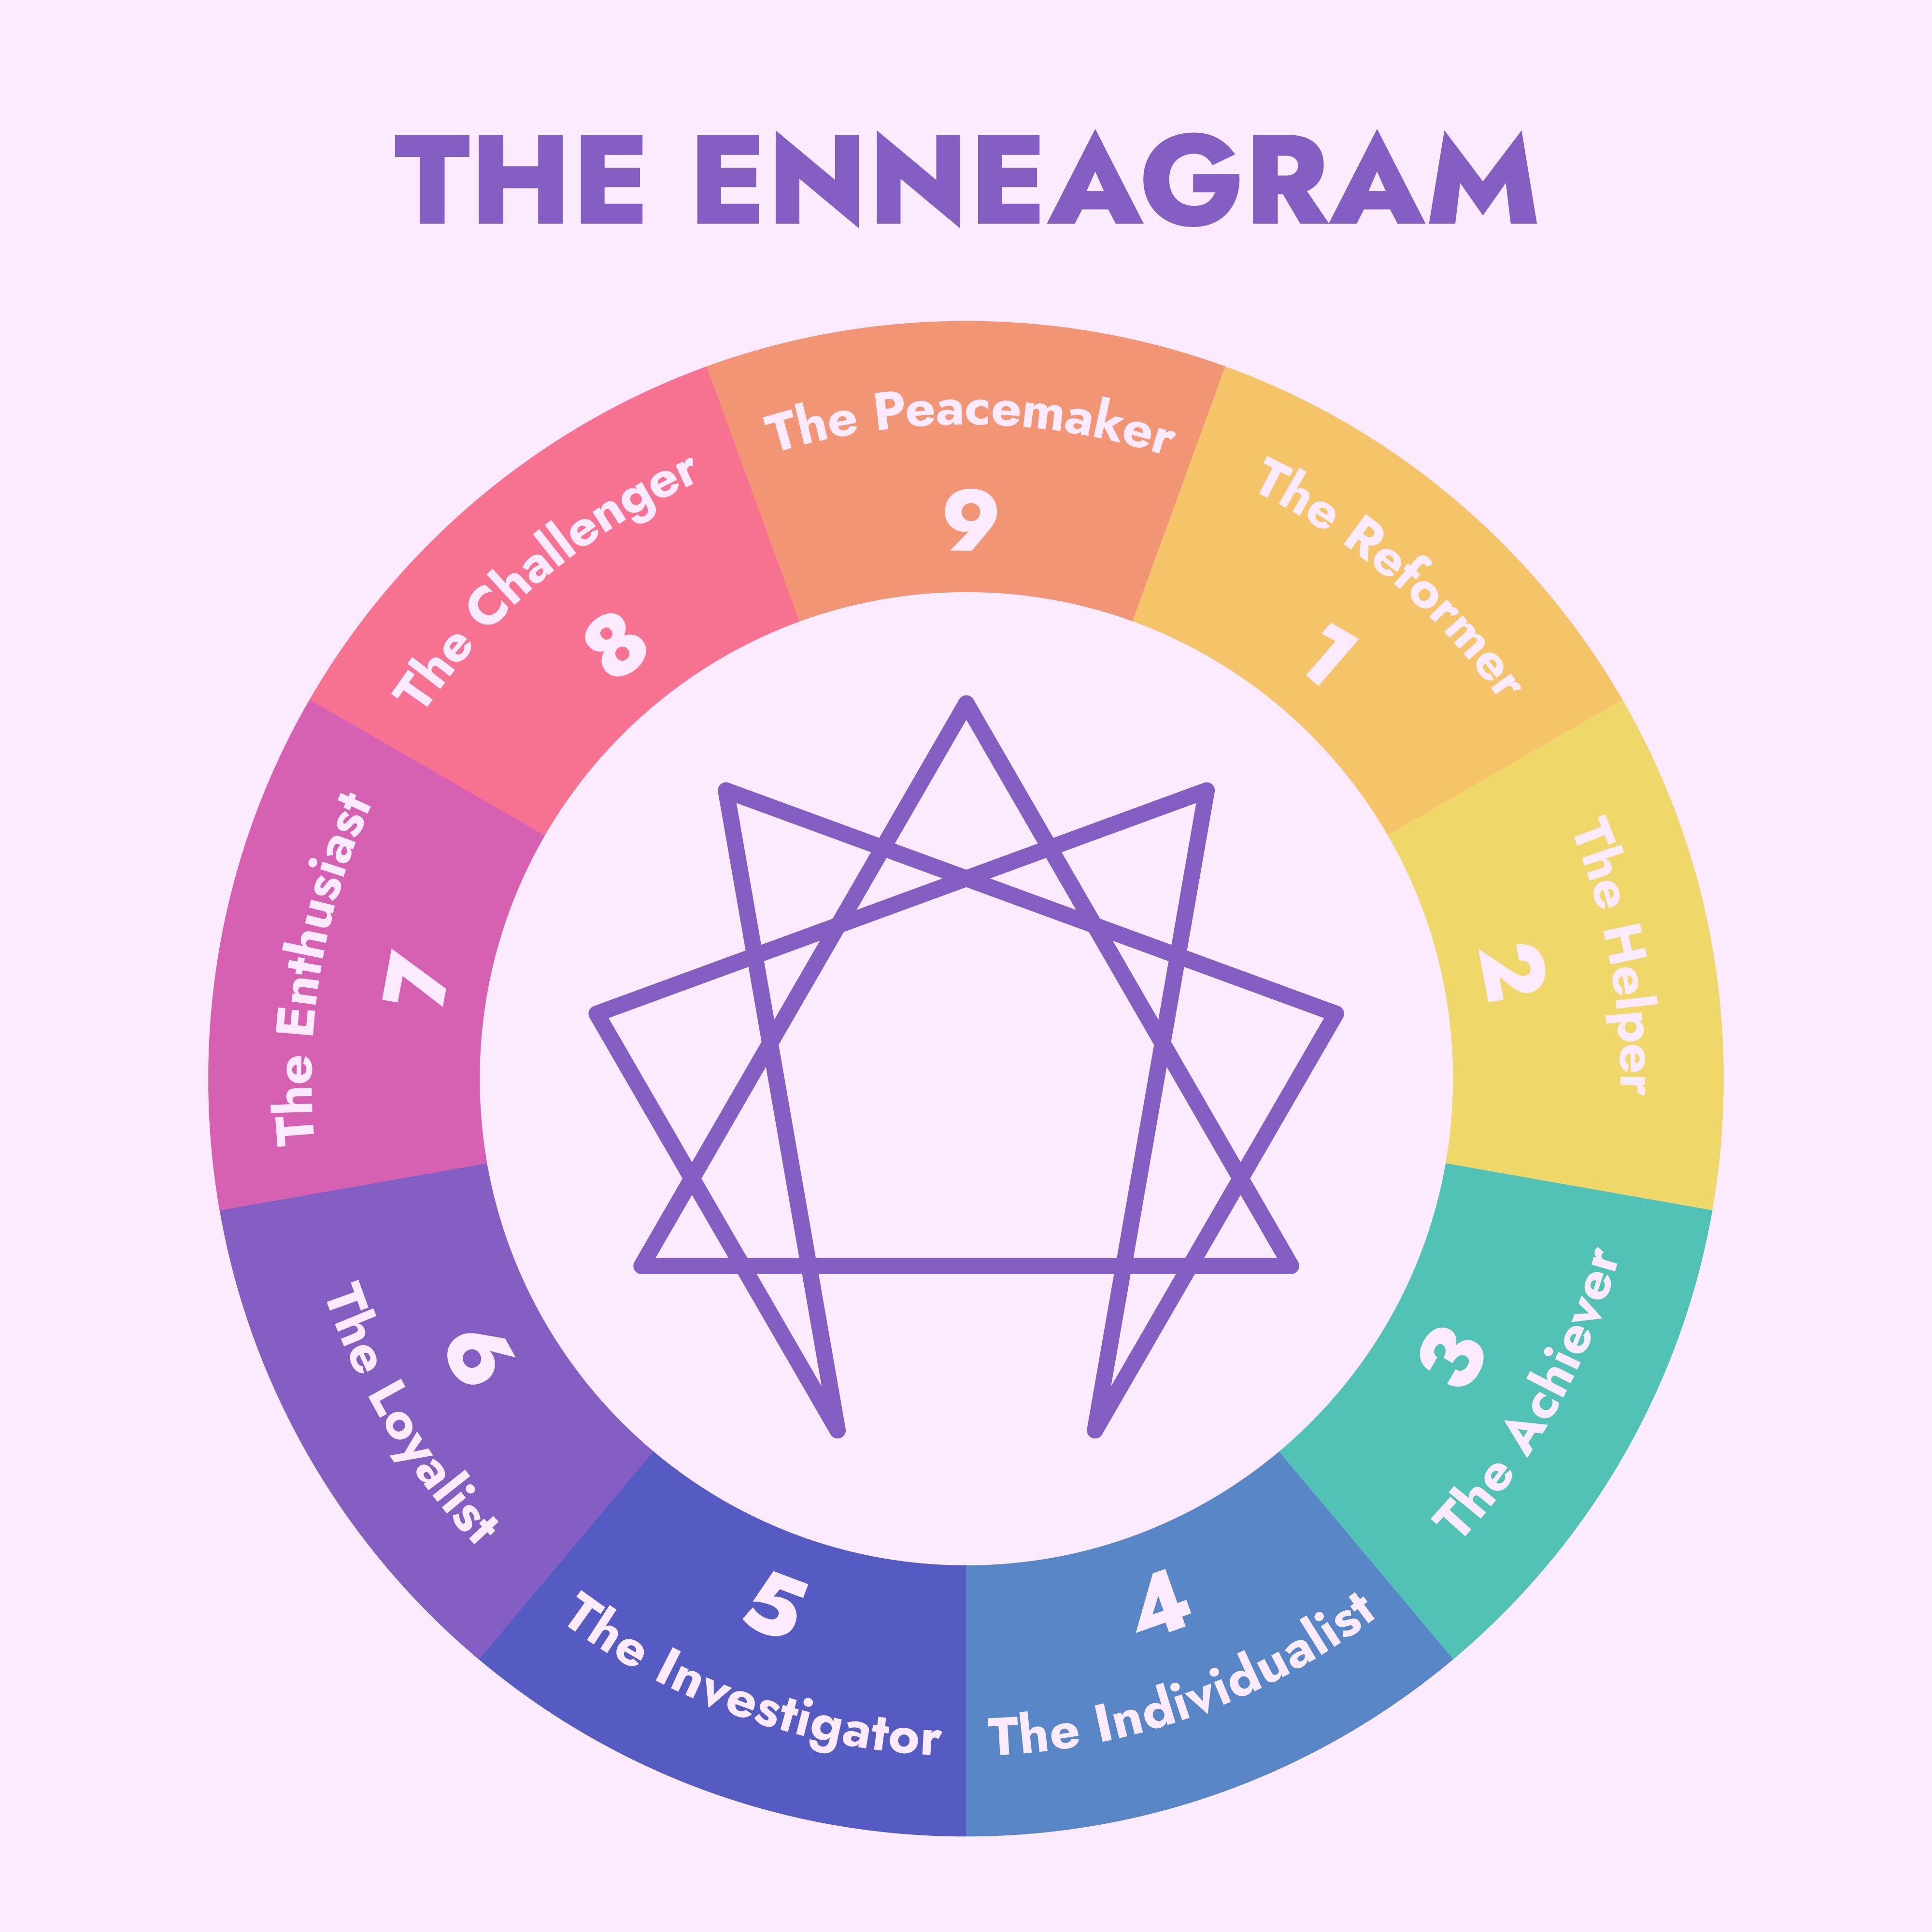 THE ENNEAGRAM
The Peacemaker
9
The Reformer
1
The Helper
2
The Achiever
3
The Individualist
4
The Investigator
5
The Loyalist
6
The Enthusiast
7
The Challenger
8